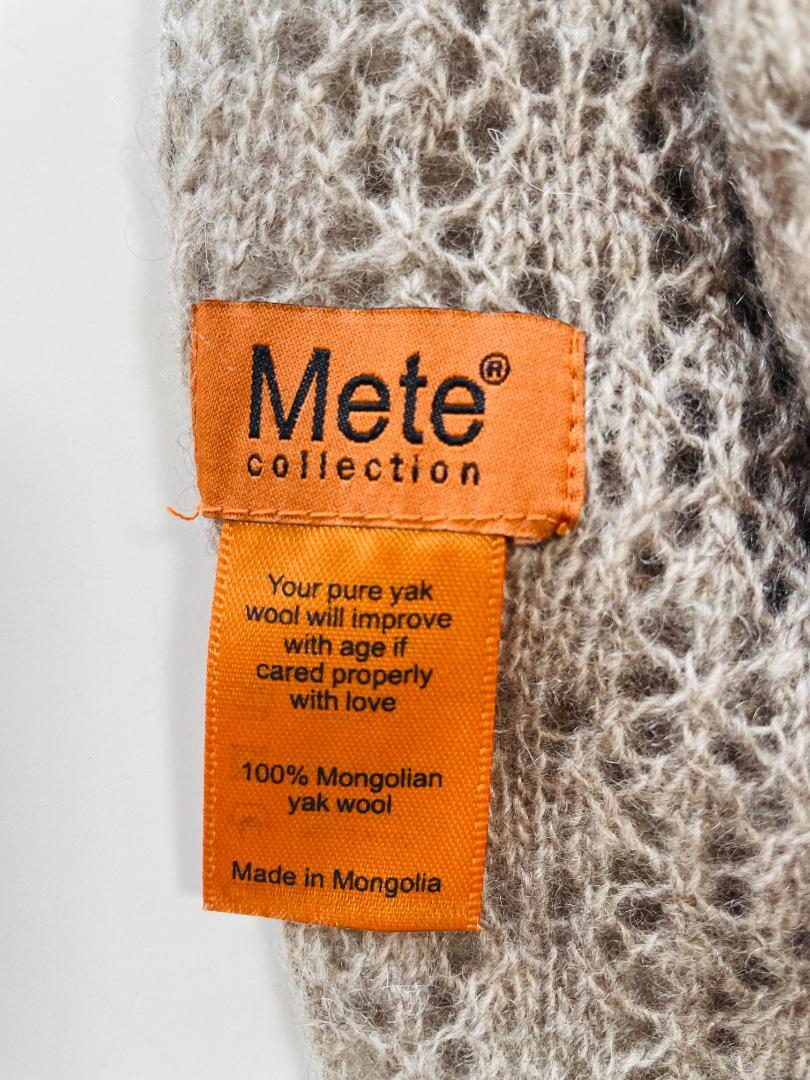 Mete®
collection
Your pure yak
wool will improve
with age if
cared properly
with love
100% Mongolian
yak wool
Made in Mongolia